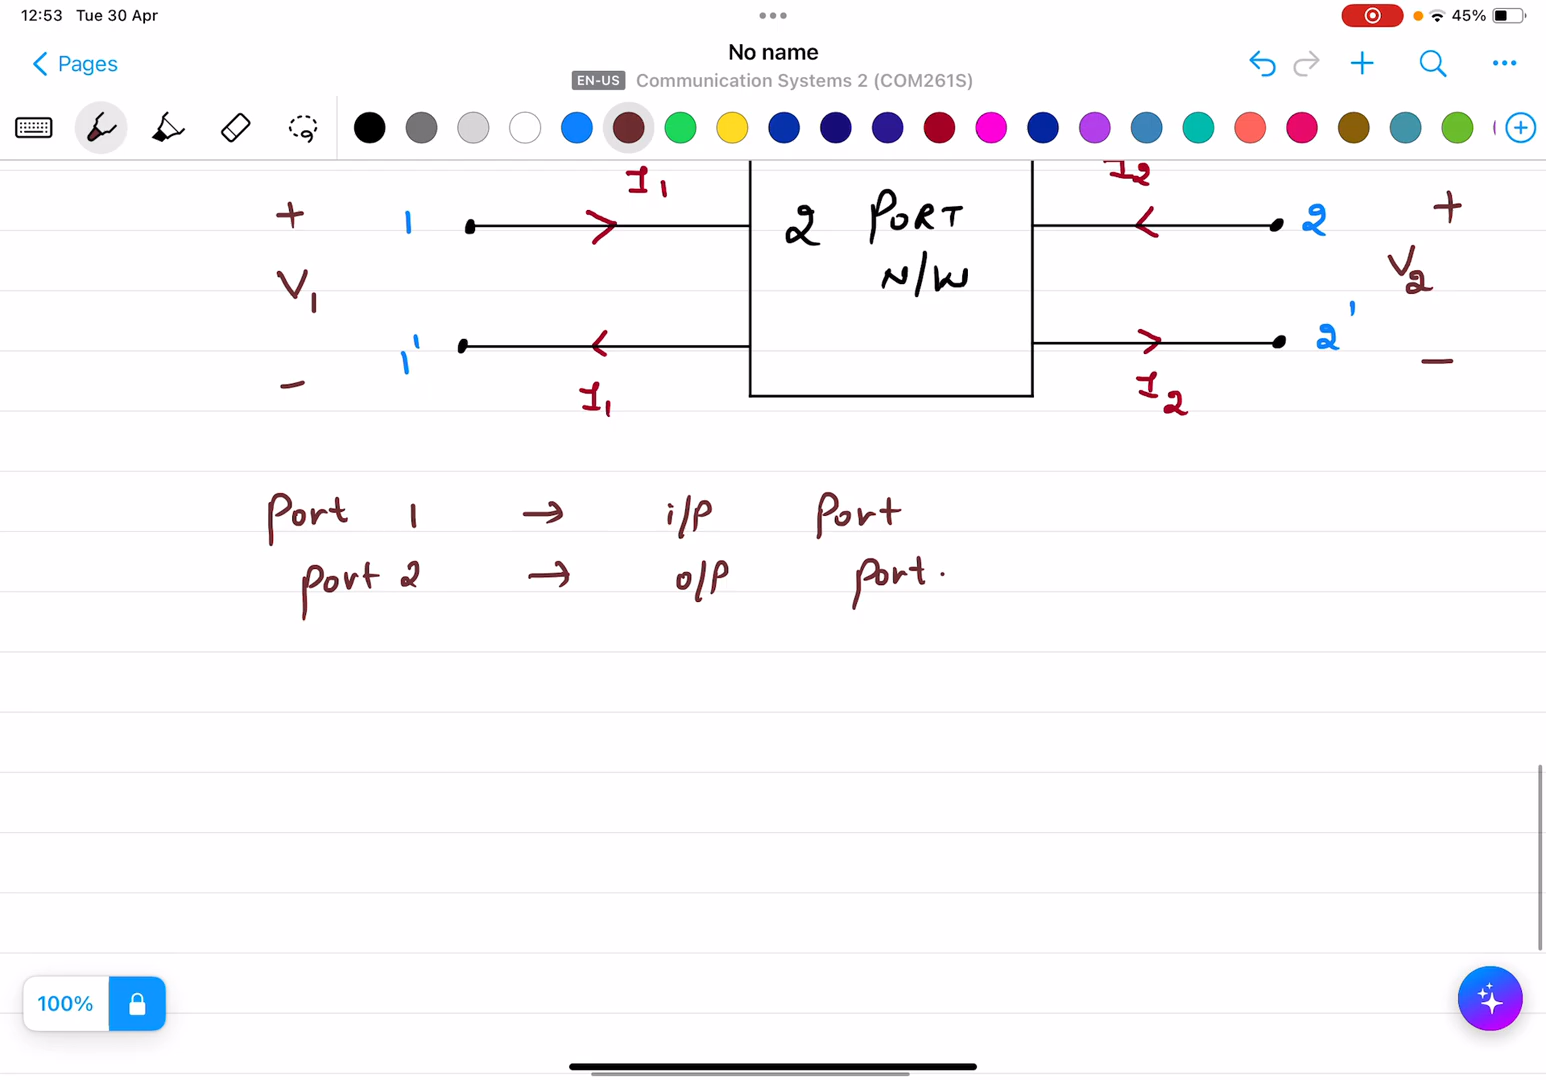 12:53 Tue 30 Apr
45%
Pages
No name
EN-US Communication Systems 2 (COM261S)
I1
I2
+ 1 2 PORT 2 +
V1 N/W V2
1' 2'
- -
I1 I2
Port 1 → i/p Port
port 2 → o/p port.
100%